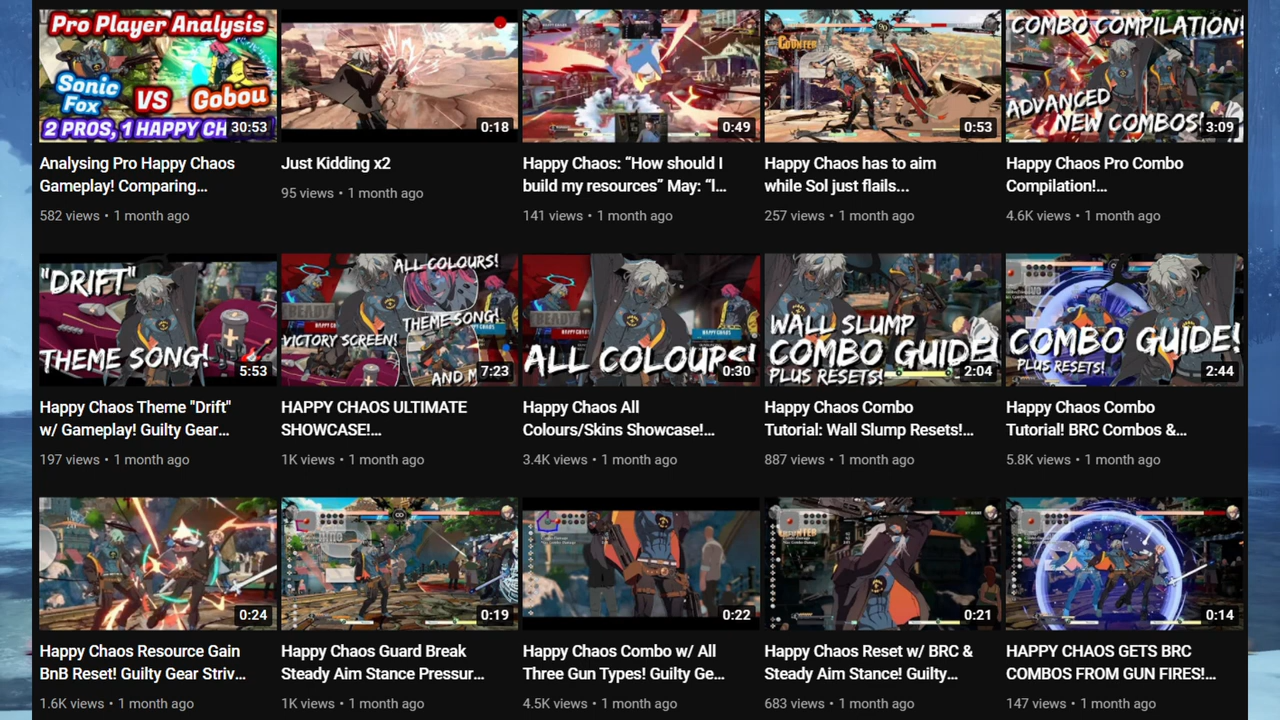 Pro Player Analysis
Sonic Fox VS Gobou
2 PROS, 1 HAPPY CH
30:53
0:18
0:49
COUNTER
0:53
COMBO COMPILATION!
ADVANCED
NEW COMBOS!
3:09
Analysing Pro Happy Chaos
Gameplay! Comparing...
582 views • 1 month ago
Just Kidding x2
95 views • 1 month ago
Happy Chaos: “How should I
build my resources” May: “l...
141 views • 1 month ago
Happy Chaos has to aim
while Sol just flails...
257 views • 1 month ago
Happy Chaos Pro Combo
Compilation!...
4.6K views • 1 month ago
"DRIFT"
THEME SONG!
5:53
ALL COLOURS!
READY
THEME SONG!
VICTORY SCREEN!
AND M
7:23
READY
HAPPY CHAOS
ALL COLOURS!
0:30
WALL SLUMP
COMBO GUIDE
PLUS RESETS!
2:04
COMBO GUIDE!
PLUS RESETS!
2:44
Happy Chaos Theme "Drift"
w/ Gameplay! Guilty Gear...
197 views • 1 month ago
HAPPY CHAOS ULTIMATE
SHOWCASE!...
1K views • 1 month ago
Happy Chaos All
Colours/Skins Showcase!...
3.4K views • 1 month ago
Happy Chaos Combo
Tutorial: Wall Slump Resets!...
887 views • 1 month ago
Happy Chaos Combo
Tutorial! BRC Combos &...
5.8K views • 1 month ago
0:24
0:19
0:22
0:21
0:14
Happy Chaos Resource Gain
BnB Reset! Guilty Gear Striv...
1.6K views • 1 month ago
Happy Chaos Guard Break
Steady Aim Stance Pressur...
1K views • 1 month ago
Happy Chaos Combo w/ All
Three Gun Types! Guilty Ge...
4.5K views • 1 month ago
Happy Chaos Reset w/ BRC &
Steady Aim Stance! Guilty...
683 views • 1 month ago
HAPPY CHAOS GETS BRC
COMBOS FROM GUN FIRES!...
147 views • 1 month ago